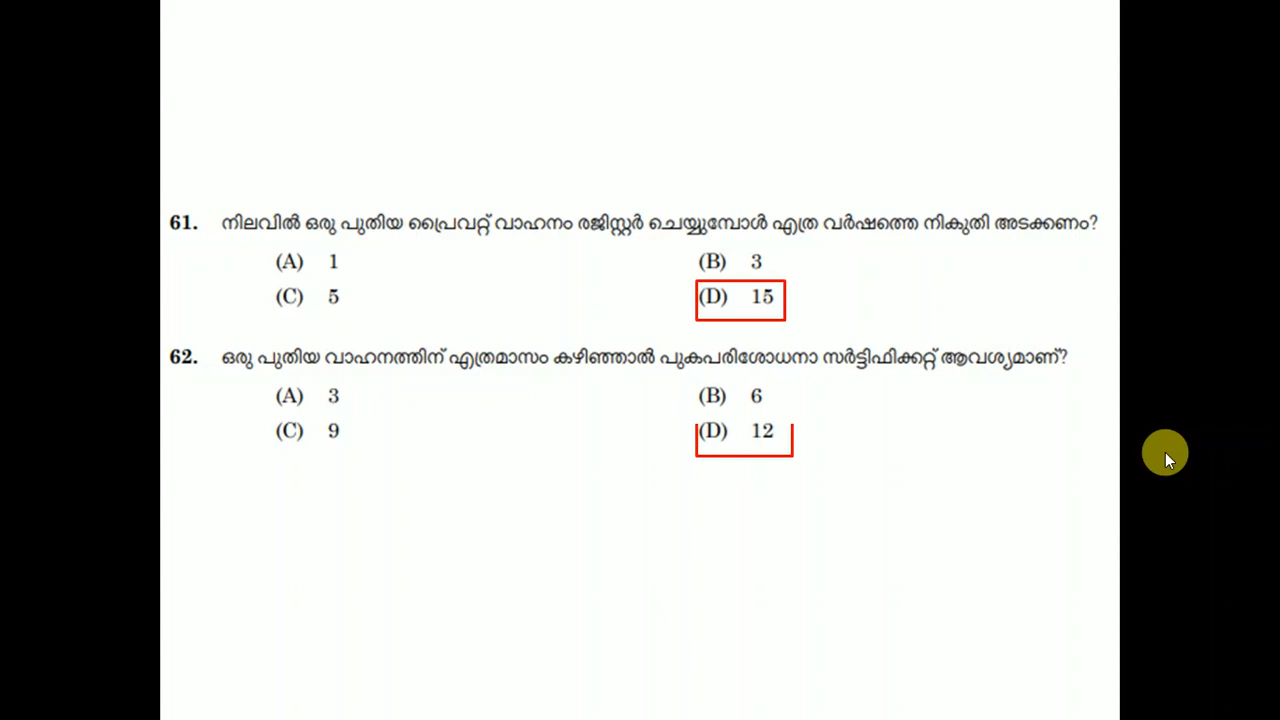 61. നിലവിൽ ഒരു പുതിയ പ്രൈവറ്റ് വാഹനം രജിസ്റ്റർ ചെയ്യുമ്പോൾ എത്ര വർഷത്തെ നികുതി അടക്കണം?
(A) 1 (B) 3
(C) 5 (D) 15
62. ഒരു പുതിയ വാഹനത്തിന് എത്രമാസം കഴിഞ്ഞാൽ പുകപരിശോധനാ സർട്ടിഫിക്കറ്റ് ആവശ്യമാണ്?
(A) 3 (B) 6
(C) 9 (D) 12